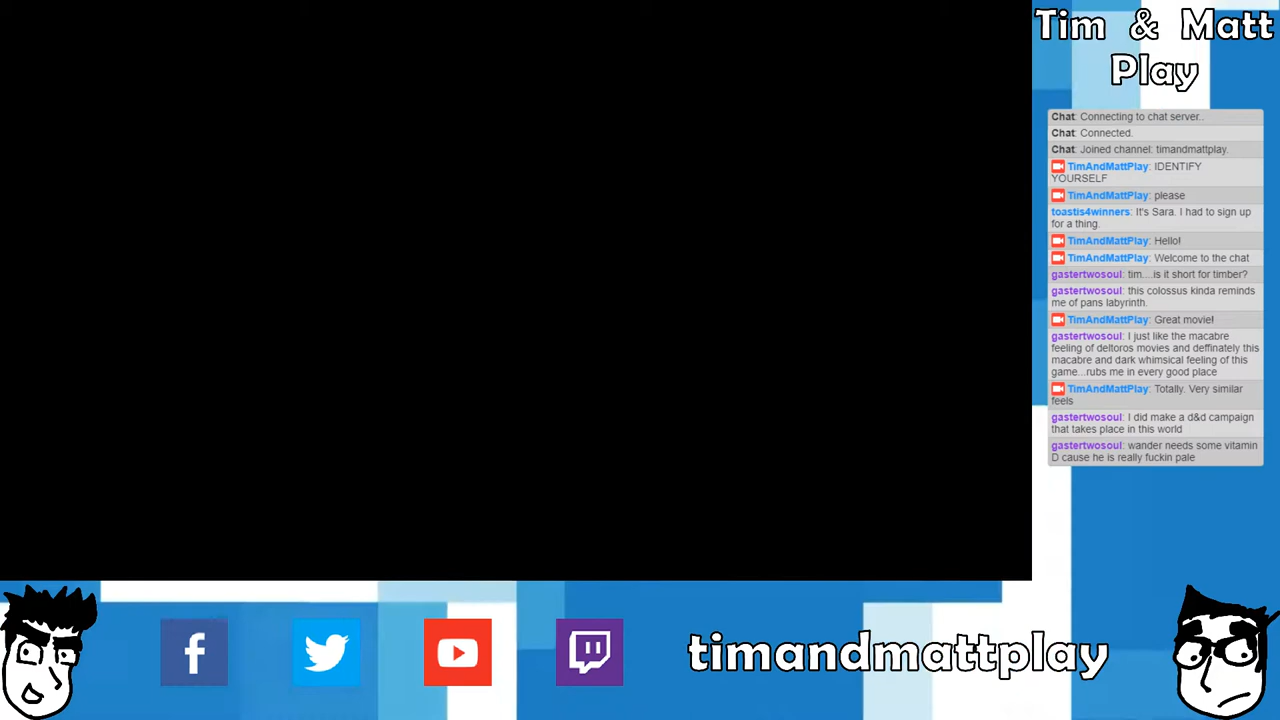 Tim & Matt
Play
Chat: Connecting to chat server..
Chat: Connected.
Chat: Joined channel: timandmattplay.
TimAndMattPlay: IDENTIFY
YOURSELF
TimAndMattPlay: please
toastis4winners: It's Sara. I had to sign up
for a thing.
TimAndMattPlay: Hello!
TimAndMattPlay: Welcome to the chat
gastertwosoul: tim....is it short for timber?
gastertwosoul: this colossus kinda reminds
me of pans labyrinth.
TimAndMattPlay: Great movie!
gastertwosoul: I just like the macabre
feeling of deltoros movies and deffinately this
macabre and dark whimsical feeling of this
game...rubs me in every good place
TimAndMattPlay: Totally. Very similar
feels
gastertwosoul: I did make a d&d campaign
that takes place in this world
gastertwosoul: wander needs some vitamin
D cause he is really fuckin pale
timandmattplay